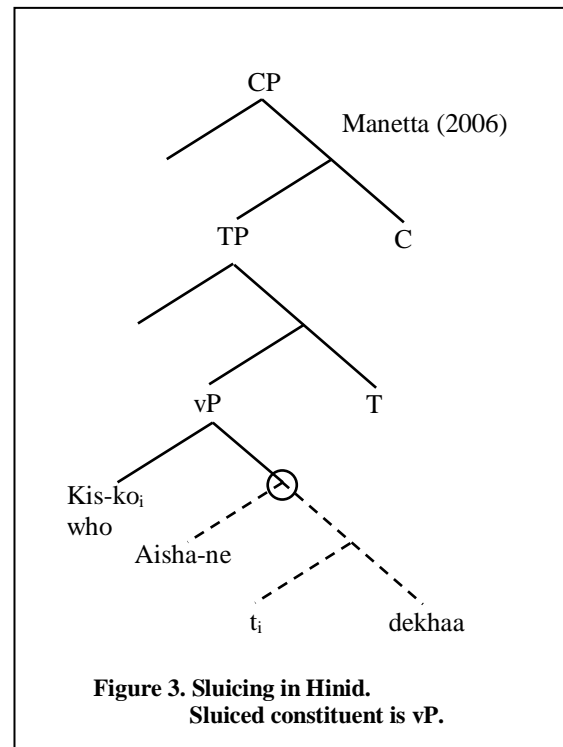 CP
Manetta (2006)
TP C
vP T
Kis-koᵢ
who
Aisha-ne
tᵢ dekhaa
Figure 3. Sluicing in Hinid.
Sluiced constituent is vP.